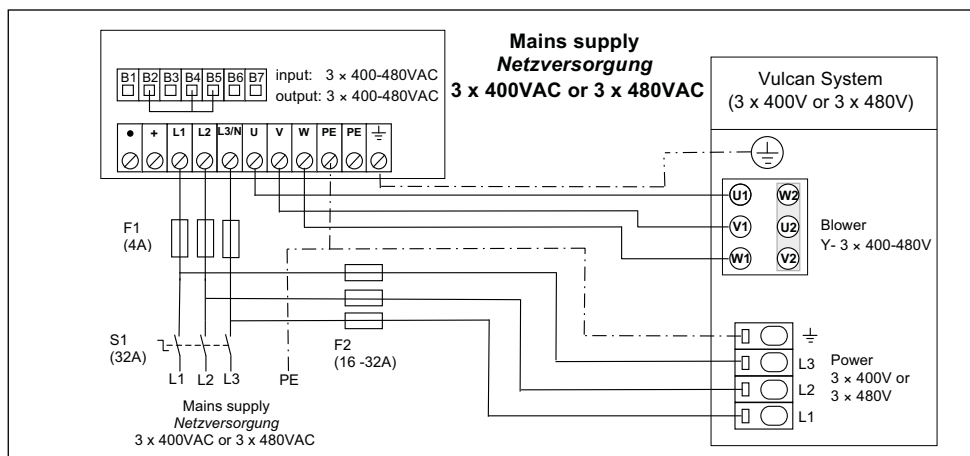 Mains supply
Netzversorgung
3 x 400VAC or 3 x 480VAC
B1 B2 B3 B4 B5 B6 B7
input: 3 × 400-480VAC
output: 3 × 400-480VAC
● + L1 L2 L3/N U V W PE PE
F1
(4A)
S1
(32A)
L1 L2 L3 PE
F2
(16 -32A)
Mains supply
Netzversorgung
3 x 400VAC or 3 x 480VAC
Vulcan System
(3 x 400V or 3 x 480V)
U1 W2
V1 U2
W1 V2
Blower
Y- 3 × 400-480V
L3
L2
L1
Power
3 × 400V or
3 × 480V